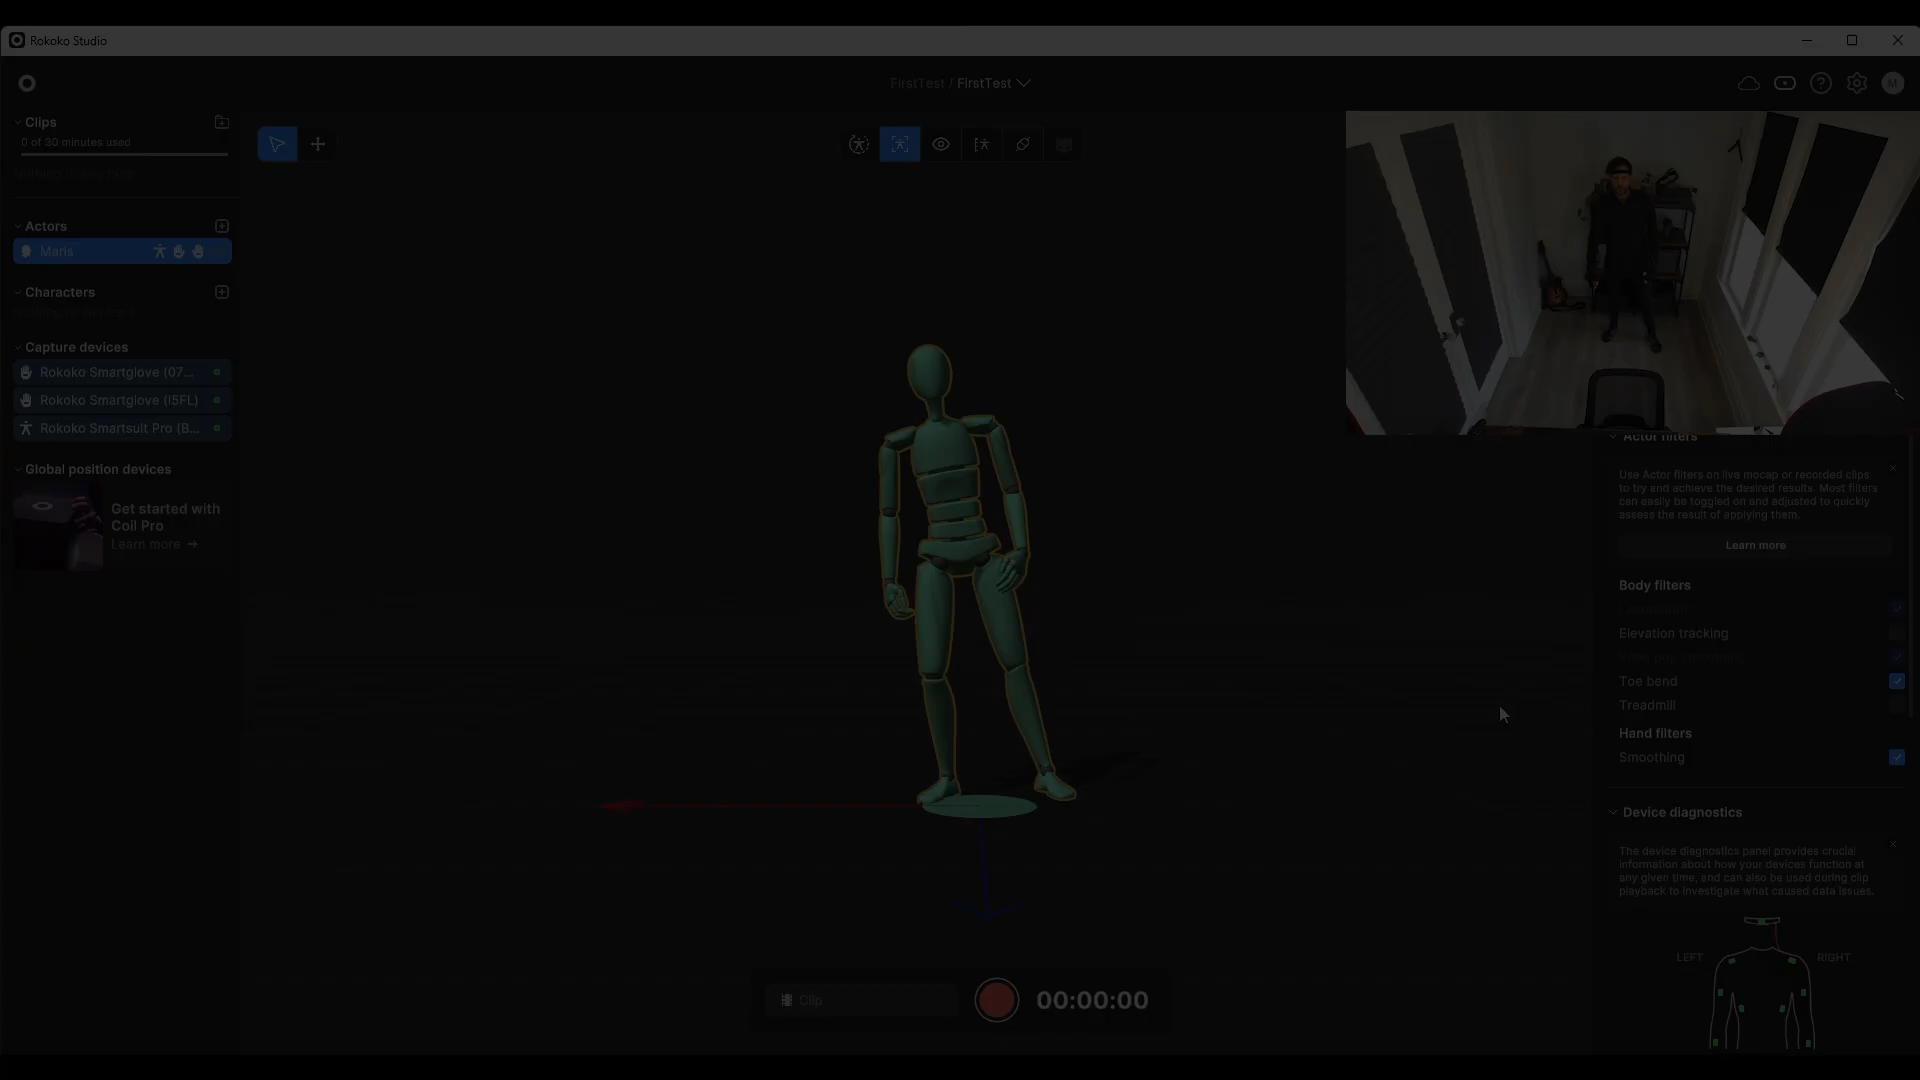 Rokoko Studio
FirstTest / FirstTest
M
Clips
0 of 30 minutes used
Actors
Maris
Characters
Capture devices
Rokoko Smartglove (07...
Rokoko Smartglove (I5FL)
Rokoko Smartsuit Pro (B...
Global position devices
Get started with
Coil Pro
Learn more →
Actor filters
Use Actor filters on live mocap or recorded clips
to try and achieve the desired results. Most filters
can easily be toggled on and adjusted to quickly
assess the result of applying them.
Learn more
Body filters
Elevation tracking
Toe bend
Treadmill
Hand filters
Smoothing
Device diagnostics
The device diagnostics panel provides crucial
information about how your devices function at
any given time, and can also be used during clip
playback to investigate what caused data issues.
LEFT
RIGHT
Clip
00:00:00